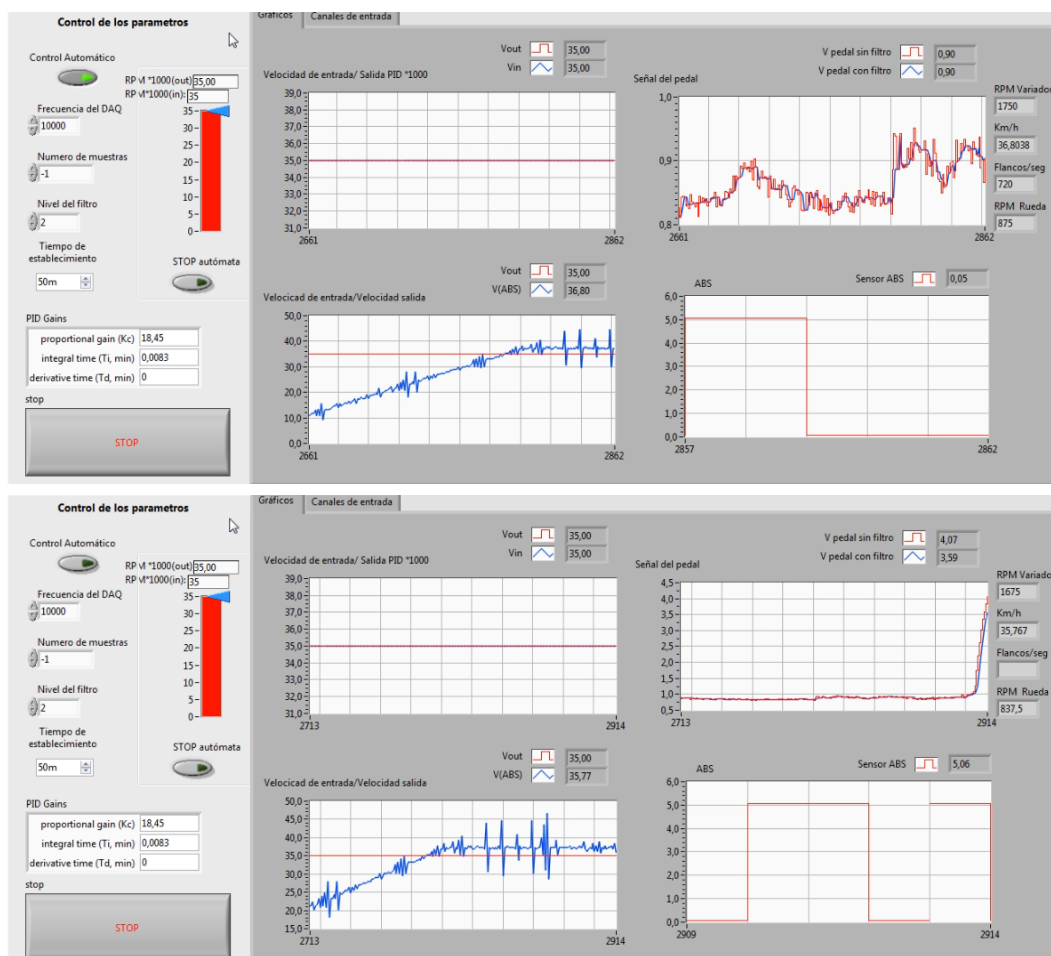 Control de los parametros
Control Automático
RP M *1000(out) 35,00
RP M*1000(in): 35
Frecuencia del DAQ
10000
Numero de muestras
-1
Nivel del filtro
2
Tiempo de
establecimiento
50m
35-
30-
25-
20-
15-
10-
5-
0-
STOP autómata
PID Gains
proportional gain (Kc) 18,45
integral time (Ti, min) 0,0083
derivative time (Td, min) 0
stop
STOP
Gráficos Canales de entrada
Vout 35,00
Vin 35,00
Velocidad de entrada/ Salida PID *1000
39,0
38,0
37,0
36,0
35,0
34,0
33,0
32,0
31,0
2661 2862
V pedal sin filtro 0,90
V pedal con filtro 0,90
Señal del pedal
1,0
0,9
0,8
2661 2862
RPM Variador
1750
Km/h
36,8038
Flancos/seg
720
RPM Rueda
875
Vout 35,00
V(ABS) 36,80
Velocicad de entrada/Velocidad salida
50,0
40,0
30,0
20,0
10,0
0,0
2661 2862
Sensor ABS 0,05
ABS
6,0
5,0
4,0
3,0
2,0
1,0
0,0
2857 2862
Control de los parametros
Control Automático
RP M *1000(out) 35,00
RP M*1000(in): 35
Frecuencia del DAQ
10000
Numero de muestras
-1
Nivel del filtro
2
Tiempo de
establecimiento
50m
35-
30-
25-
20-
15-
10-
5-
0-
STOP autómata
PID Gains
proportional gain (Kc) 18,45
integral time (Ti, min) 0,0083
derivative time (Td, min) 0
stop
STOP
Gráficos Canales de entrada
Vout 35,00
Vin 35,00
Velocidad de entrada/ Salida PID *1000
39,0
38,0
37,0
36,0
35,0
34,0
33,0
32,0
31,0
2713 2914
V pedal sin filtro 4,07
V pedal con filtro 3,59
Señal del pedal
4,5
4,0
3,5
3,0
2,5
2,0
1,5
1,0
0,5
2713 2914
RPM Variador
1675
Km/h
35,767
Flancos/seg
RPM Rueda
837,5
Vout 35,00
V(ABS) 35,77
Velocicad de entrada/Velocidad salida
50,0
45,0
40,0
35,0
30,0
25,0
20,0
15,0
2713 2914
Sensor ABS 5,06
ABS
6,0
5,0
4,0
3,0
2,0
1,0
0,0
2909 2914